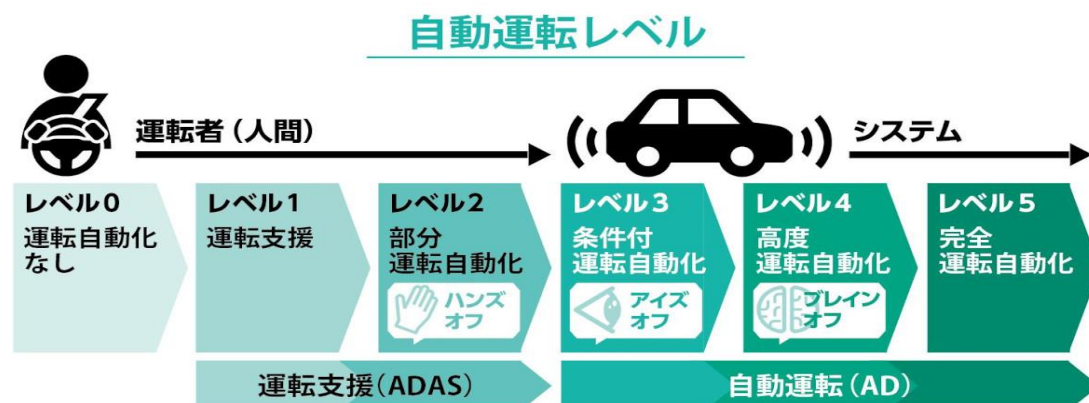 自動運転レベル
運転者（人間）
システム
レベル0
運転自動化
なし
レベル1
運転支援
レベル2
部分
運転自動化
ハンズ
オフ
レベル3
条件付
運転自動化
アイズ
オフ
レベル4
高度
運転自動化
ブレイン
オフ
レベル5
完全
運転自動化
運転支援（ADAS）
自動運転（AD）